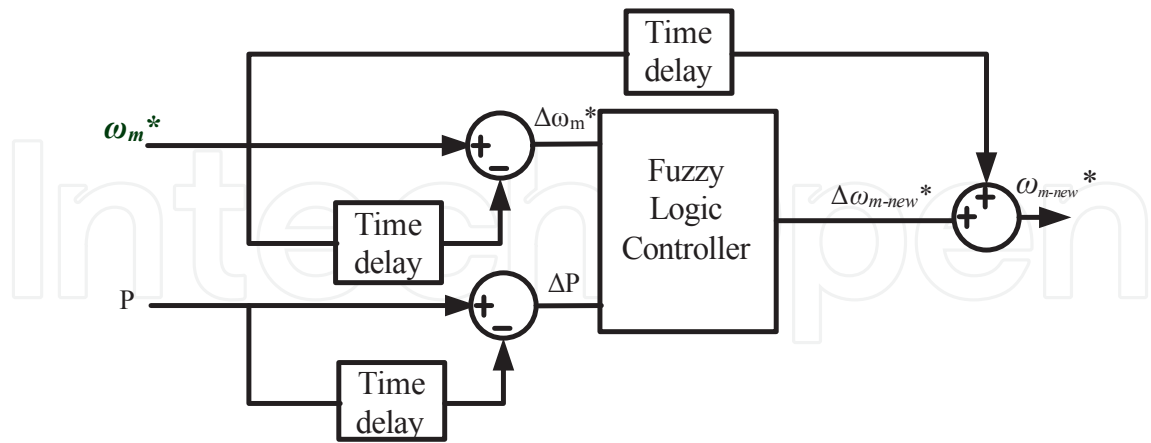 Time
delay
ωm*
+
−
Δωm*
Fuzzy
Logic
Controller
Δωm-new*
+
+
ωm-new*
Time
delay
P
+
−
ΔP
Time
delay
IntechOpen